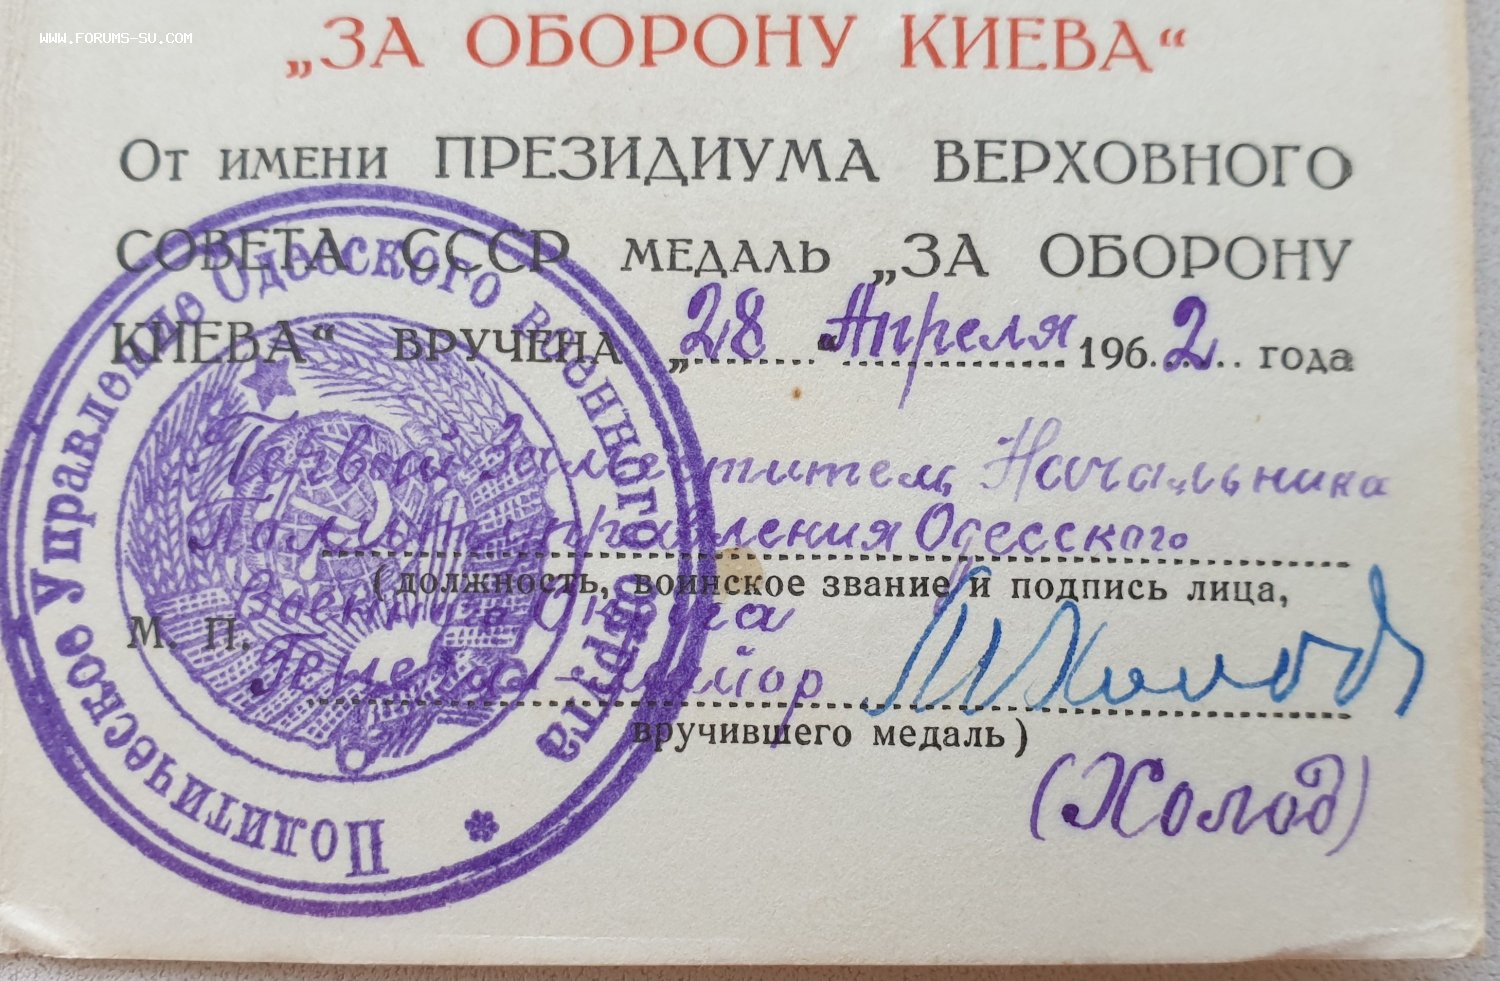 WWW.FORUMS-SU.COM
„ЗА ОБОРОНУ КИЕВА“
От имени ПРЕЗИДИУМА ВЕРХОВНОГО
СОВЕТА СССР медаль „ЗА ОБОРОНУ
КИЕВА“ вручена „28 “ Апреля 1962 года
Первый Заместитель Начальника
Политуправления Одесского
(должность, воинское звание и подпись лица,
Военного Округа
М. П.
Генерал-майор Холод
вручившего медаль)
(Холод)
Политическое Управление Одесского военного округа *